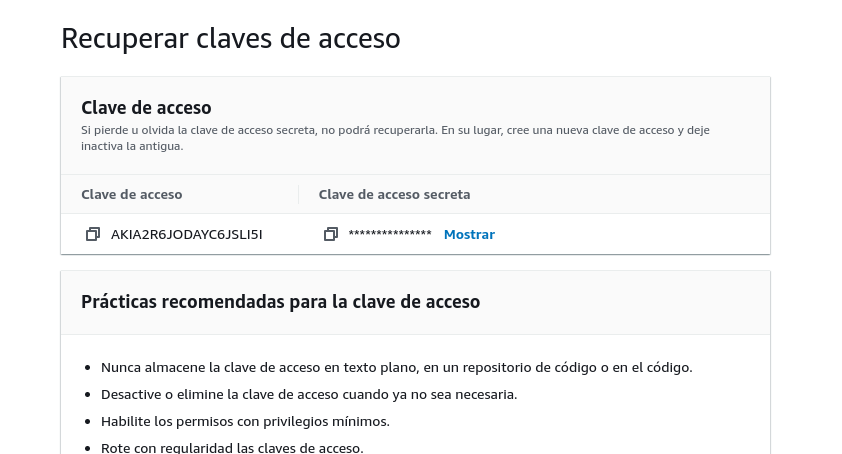 Recuperar claves de acceso
Clave de acceso
Si pierde u olvida la clave de acceso secreta, no podrá recuperarla. En su lugar, cree una nueva clave de acceso y deje
inactiva la antigua.
Clave de acceso
Clave de acceso secreta
AKIA2R6JODAYC6JSLI5I
*************** Mostrar
Prácticas recomendadas para la clave de acceso
Nunca almacene la clave de acceso en texto plano, en un repositorio de código o en el código.
Desactive o elimine la clave de acceso cuando ya no sea necesaria.
Habilite los permisos con privilegios mínimos.
Rote con regularidad las claves de acceso.